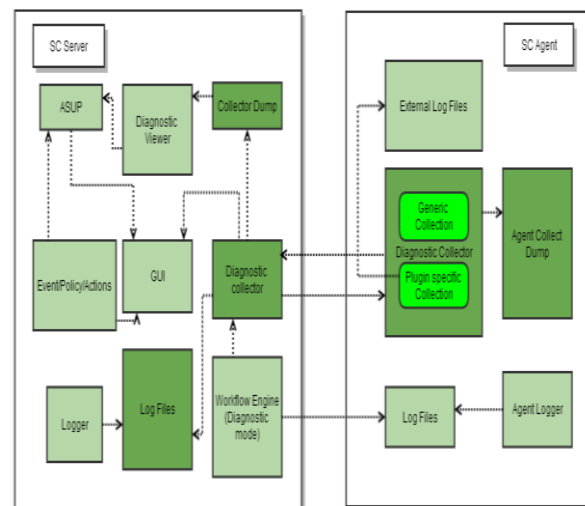 SC Server
ASUP
Diagnostic
Viewer
Collector Dump
Event/Policy/Actions
GUI
Diagnostic
collector
Logger
Log Files
Workflow Engine
(Diagnostic
mode)
SC Agent
External Log Files
Generic
Collection
Diagnostic Collector
Plugin specific
Collection
Agent Collect
Dump
Log Files
Agent Logger